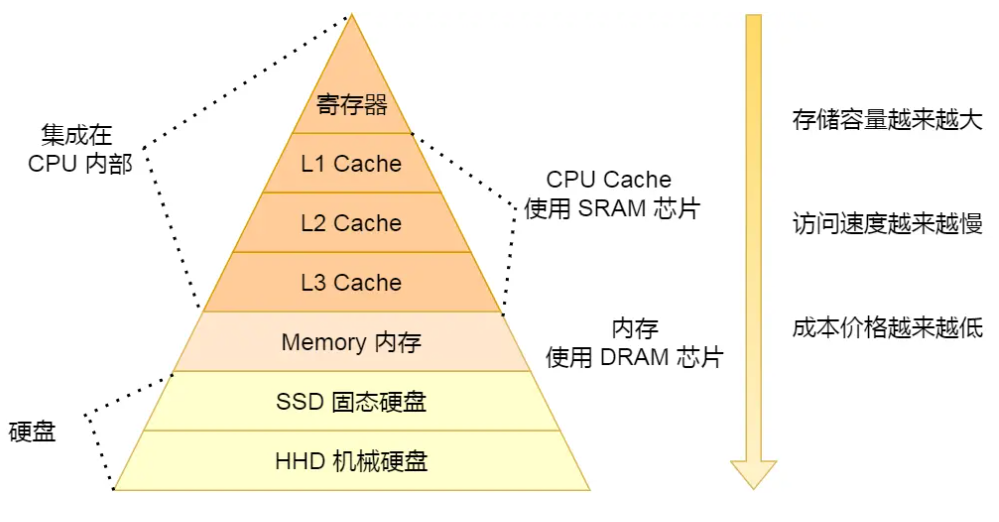 寄存器
集成在
CPU 内部
L1 Cache
L2 Cache
L3 Cache
CPU Cache
使用 SRAM 芯片
Memory 内存
内存
使用 DRAM 芯片
硬盘
SSD 固态硬盘
HHD 机械硬盘
存储容量越来越大
访问速度越来越慢
成本价格越来越低